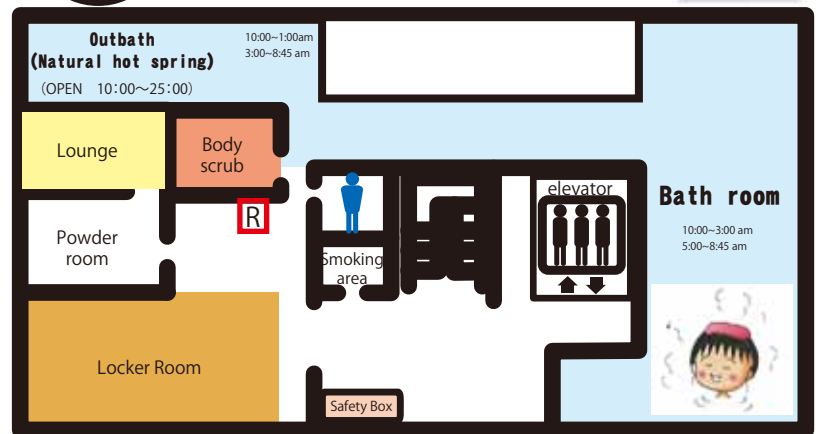 Outbath
(Natural hot spring)
(OPEN 10:00～25:00)
10:00~1:00am
3:00~8:45 am
Lounge
Body
scrub
R
Powder
room
Smoking
area
elevator
Bath room
10:00~3:00 am
5:00~8:45 am
Locker Room
Safety Box